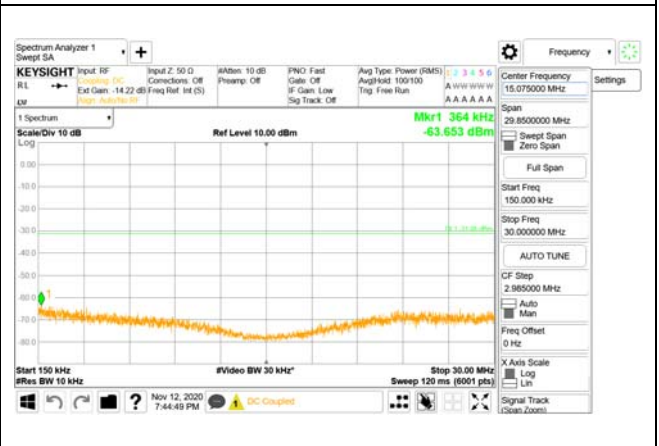 Spectrum Analyzer 1
Swept SA
Frequency
KEYSIGHT
RL
Input: RF
Coupling: DC
Ext Gain: -14.22 dB
Align: Auto/No RF
Input Z: 50 Ω
Corrections: Off
Freq Ref: Int (S)
#Atten: 10 dB
Preamp: Off
PNO: Fast
Gate: Off
IF Gain: Low
Sig Track: Off
Avg Type: Power (RMS)
Avg|Hold: 100/100
Trig: Free Run
1 2 3 4 5 6
A W W W W W
A A A A A A
1 Spectrum
Scale/Div 10 dB
Ref Level 10.00 dBm
Mkr1 364 kHz
-63.653 dBm
Log
0.00
-10.0
-20.0
-30.0
-40.0
-50.0
-60.0
-70.0
-80.0
1
Start 150 kHz
#Res BW 10 kHz
#Video BW 30 kHz*
Stop 30.00 MHz
Sweep 120 ms (6001 pts)
Nov 12, 2020
7:44:49 PM
DC Coupled
Settings
Center Frequency
15.075000 MHz
Span
29.8500000 MHz
Swept Span
Zero Span
Full Span
Start Freq
150.000 kHz
Stop Freq
30.000000 MHz
AUTO TUNE
CF Step
2.985000 MHz
Auto
Man
Freq Offset
0 Hz
X Axis Scale
Log
Lin
Signal Track
(Span Zoom)